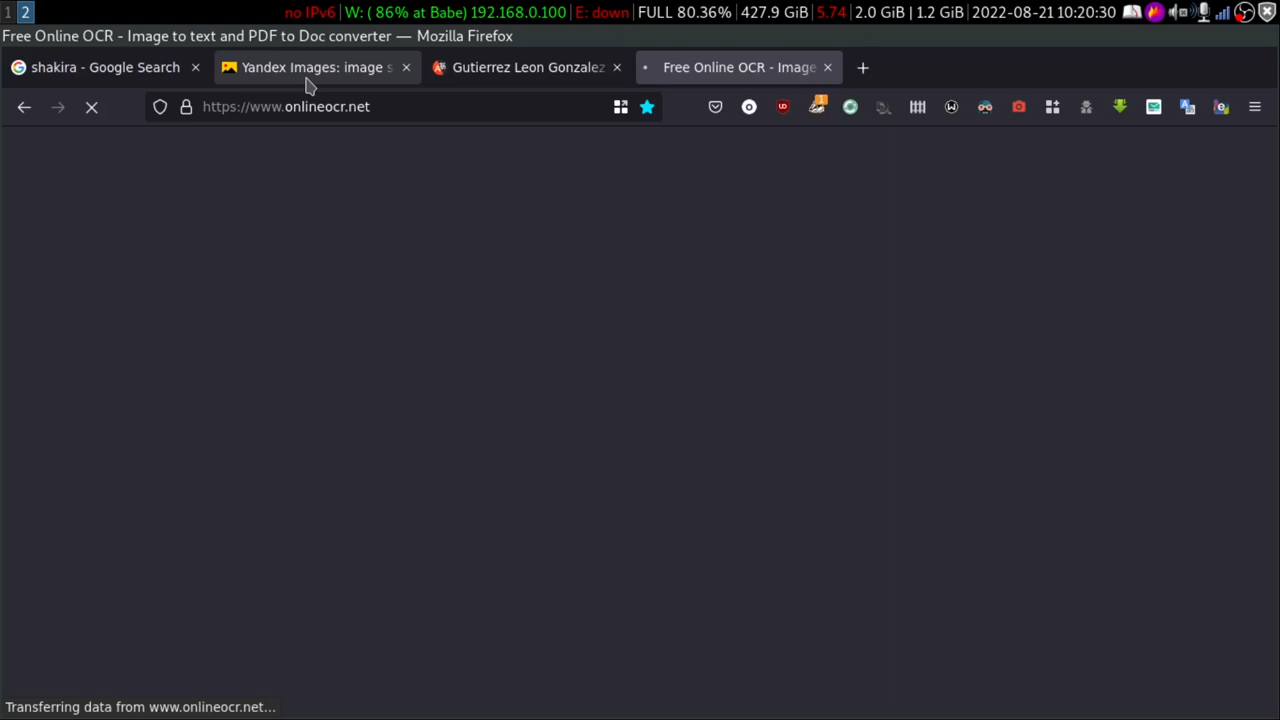 1 2 no IPv6 W: ( 86% at Babe) 192.168.0.100 E: down FULL 80.36% 427.9 GiB 5.74 2.0 GiB 1.2 GiB 2022-08-21 10:20:30
Free Online OCR - Image to text and PDF to Doc converter — Mozilla Firefox
shakira - Google Search Yandex Images: image s Gutierrez Leon Gonzalez Free Online OCR - Image
https://www.onlineocr.net
Transferring data from www.onlineocr.net...